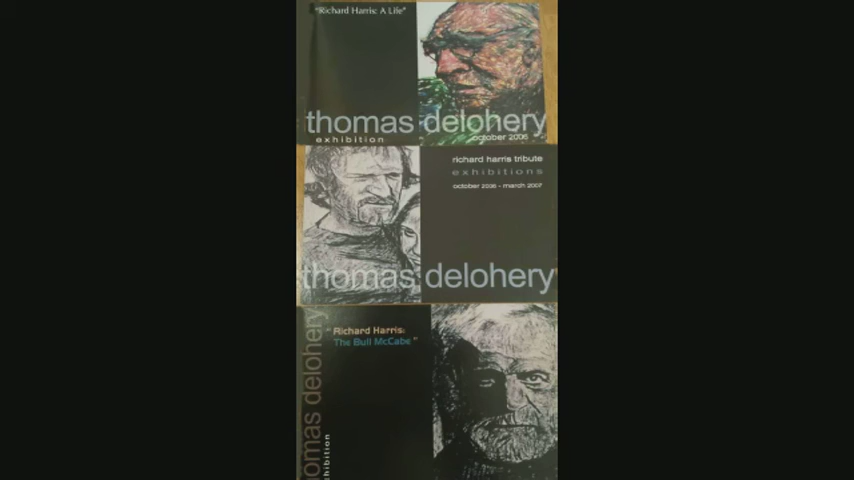 "Richard Harris: A Life"
thomas delohery
exhibition
october 2006
richard harris tribute
exhibitions
october 2006 - march 2007
thomas delohery
" Richard Harris:
The Bull McCabe "
thomas delohery
exhibition